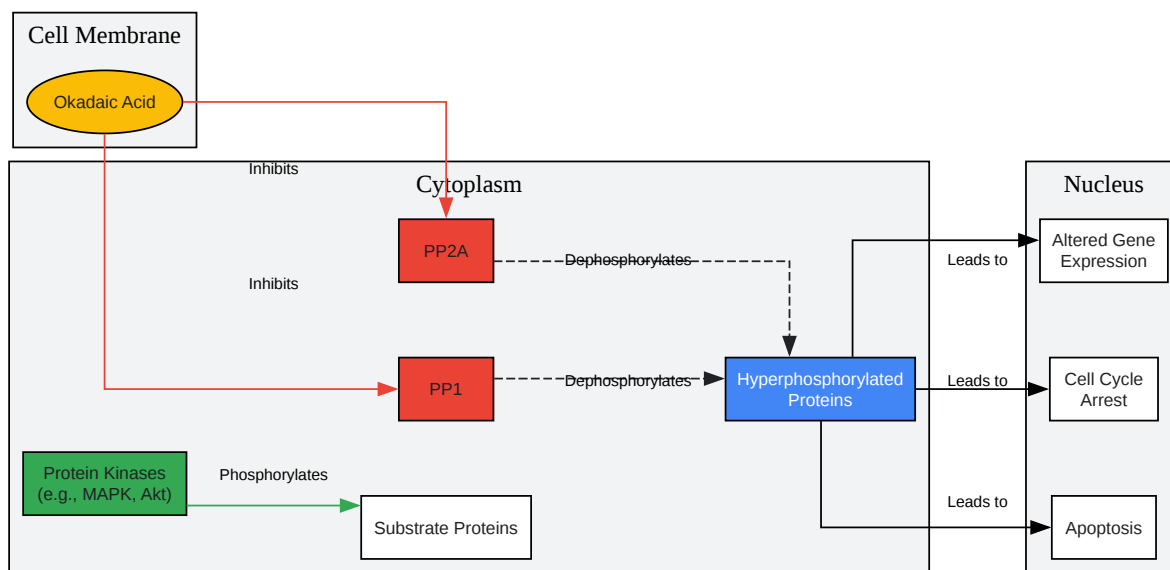 Cell Membrane
Okadaic Acid
Inhibits
Cytoplasm
Nucleus
PP2A
Dephosphorylates
Leads to
Altered Gene
Expression
Inhibits
PP1
Dephosphorylates
Hyperphosphorylated
Proteins
Leads to
Cell Cycle
Arrest
Protein Kinases
(e.g., MAPK, Akt)
Phosphorylates
Substrate Proteins
Leads to
Apoptosis